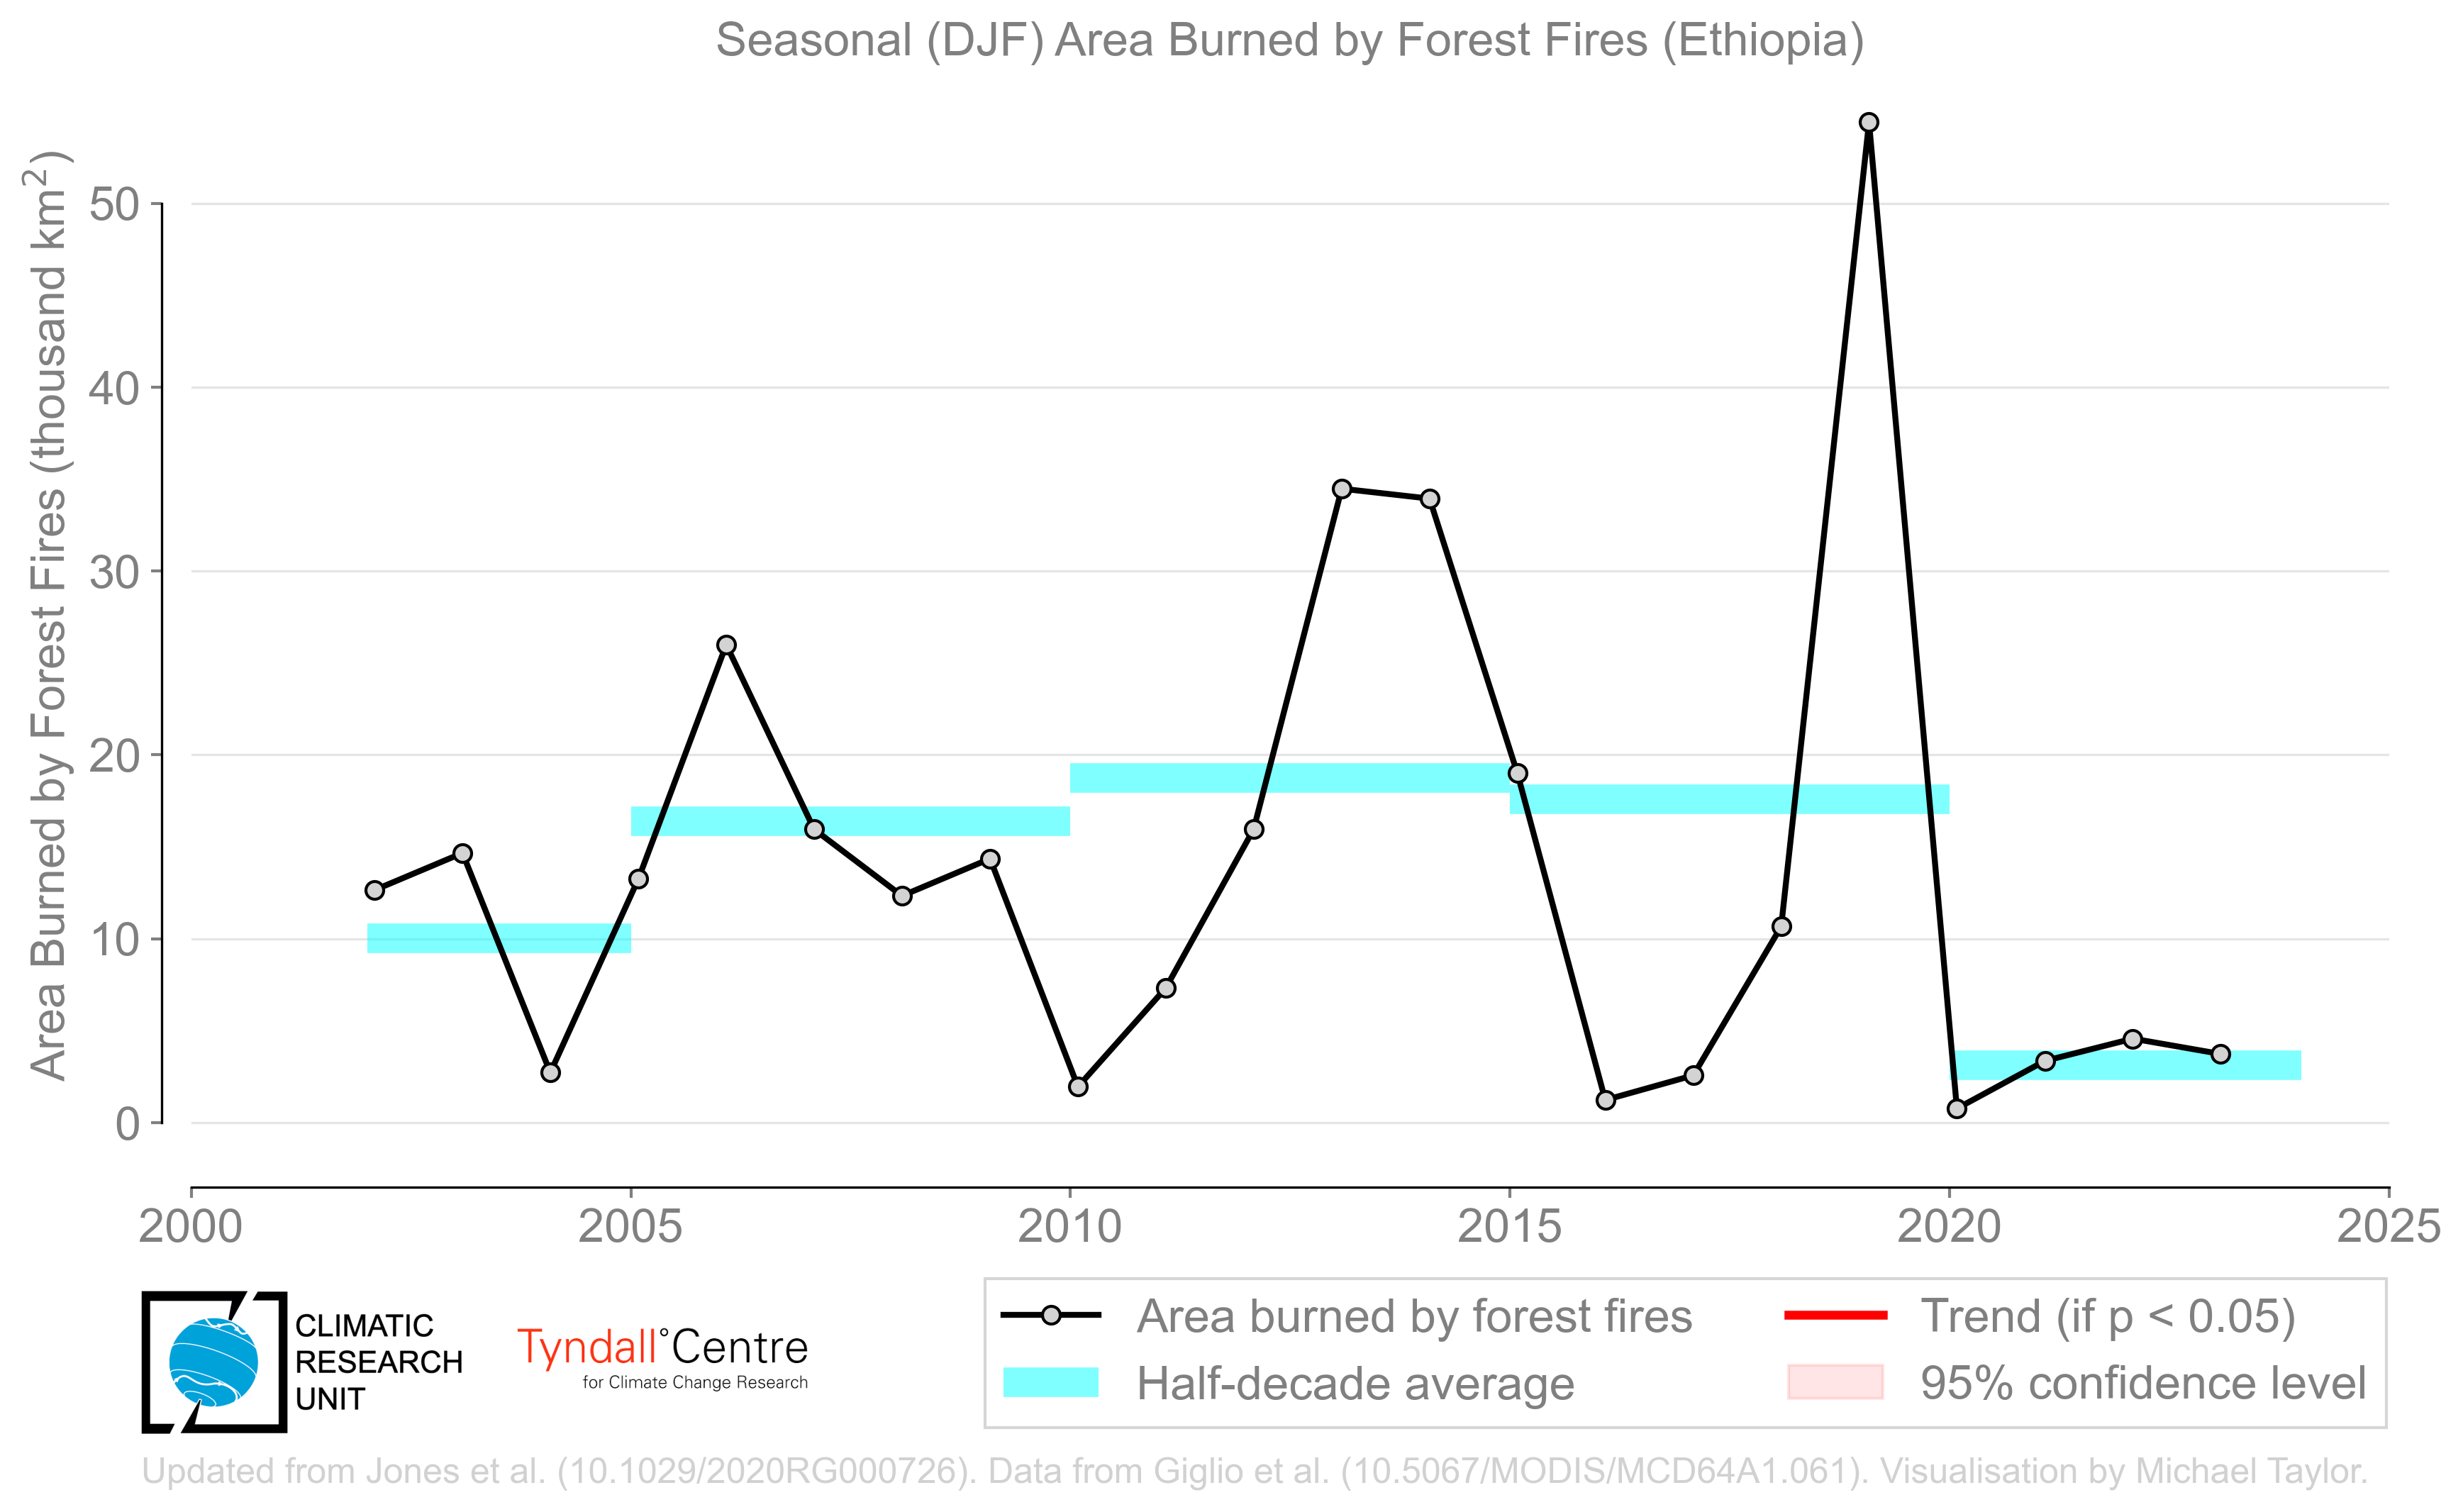 Seasonal (DJF) Area Burned by Forest Fires (Ethiopia)
Area Burned by Forest Fires (thousand km²)
50
40
30
20
10
0
2000 2005 2010 2015 2020 2025
CLIMATIC
RESEARCH
UNIT
Tyndall°Centre
for Climate Change Research
Area burned by forest fires
Half-decade average
Trend (if p < 0.05)
95% confidence level
Updated from Jones et al. (10.1029/2020RG000726). Data from Giglio et al. (10.5067/MODIS/MCD64A1.061). Visualisation by Michael Taylor.